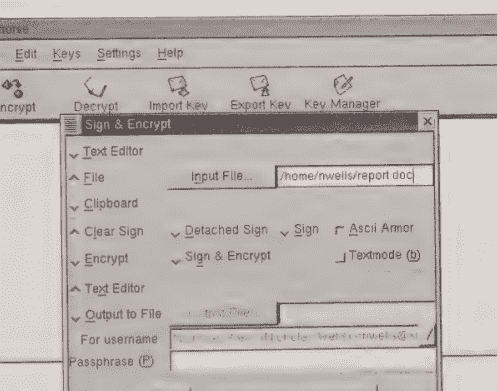 Edit Keys Settings Help
Decrypt Import Key Export Key Key Manager
Sign & Encrypt
Text Editor
File Input File... /home/nwells/report doc
Clipboard
Clear Sign Detached Sign Sign Ascii Armor
Encrypt Sign & Encrypt Textmode (b)
Text Editor
Output to File
For username
Passphrase (P)